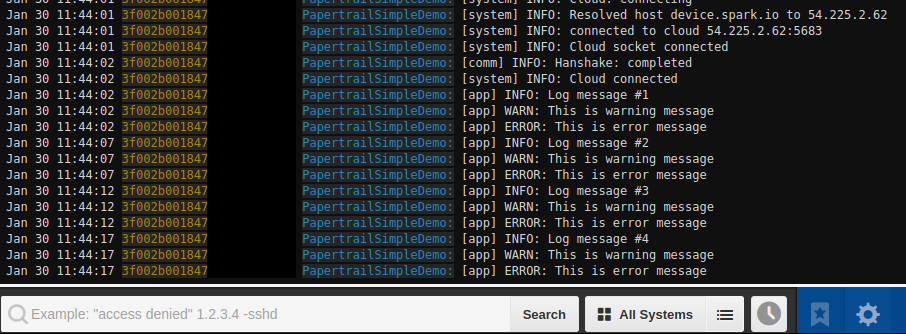 [system] INFO: Cloud: connecting
Jan 30 11:44:01 3f002b001847 PapertrailSimpleDemo: [system] INFO: Resolved host device.spark.io to 54.225.2.62
Jan 30 11:44:01 3f002b001847 PapertrailSimpleDemo: [system] INFO: connected to cloud 54.225.2.62:5683
Jan 30 11:44:01 3f002b001847 PapertrailSimpleDemo: [system] INFO: Cloud socket connected
Jan 30 11:44:02 3f002b001847 PapertrailSimpleDemo: [comm] INFO: Hanshake: completed
Jan 30 11:44:02 3f002b001847 PapertrailSimpleDemo: [system] INFO: Cloud connected
Jan 30 11:44:02 3f002b001847 PapertrailSimpleDemo: [app] INFO: Log message #1
Jan 30 11:44:02 3f002b001847 PapertrailSimpleDemo: [app] WARN: This is warning message
Jan 30 11:44:02 3f002b001847 PapertrailSimpleDemo: [app] ERROR: This is error message
Jan 30 11:44:07 3f002b001847 PapertrailSimpleDemo: [app] INFO: Log message #2
Jan 30 11:44:07 3f002b001847 PapertrailSimpleDemo: [app] WARN: This is warning message
Jan 30 11:44:07 3f002b001847 PapertrailSimpleDemo: [app] ERROR: This is error message
Jan 30 11:44:12 3f002b001847 PapertrailSimpleDemo: [app] INFO: Log message #3
Jan 30 11:44:12 3f002b001847 PapertrailSimpleDemo: [app] WARN: This is warning message
Jan 30 11:44:12 3f002b001847 PapertrailSimpleDemo: [app] ERROR: This is error message
Jan 30 11:44:17 3f002b001847 PapertrailSimpleDemo: [app] INFO: Log message #4
Jan 30 11:44:17 3f002b001847 PapertrailSimpleDemo: [app] WARN: This is warning message
Jan 30 11:44:17 3f002b001847 PapertrailSimpleDemo: [app] ERROR: This is error message
Example: "access denied" 1.2.3.4 -sshd Search All Systems